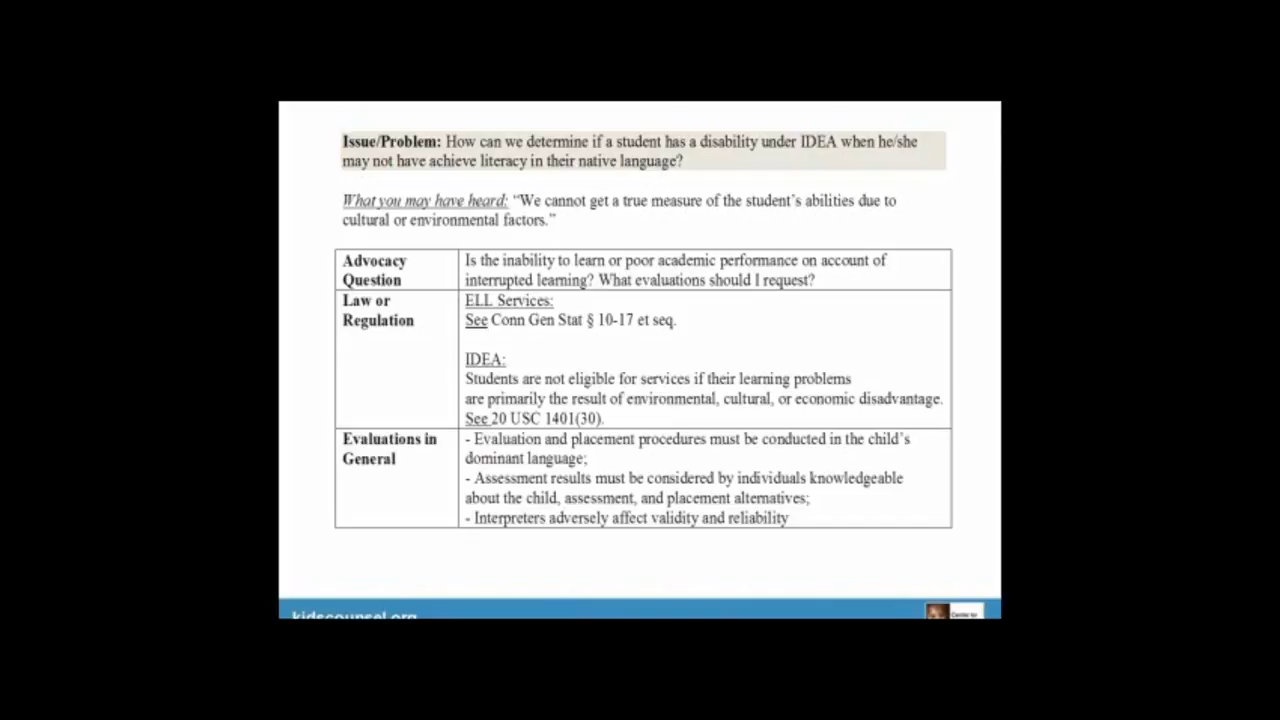 Issue/Problem: How can we determine if a student has a disability under IDEA when he/she
may not have achieve literacy in their native language?
What you may have heard: “We cannot get a true measure of the student’s abilities due to
cultural or environmental factors.”
Advocacy
Question
Is the inability to learn or poor academic performance on account of
interrupted learning? What evaluations should I request?
Law or
Regulation
ELL Services:
See Conn Gen Stat § 10-17 et seq.
IDEA:
Students are not eligible for services if their learning problems
are primarily the result of environmental, cultural, or economic disadvantage.
See 20 USC 1401(30).
Evaluations in
General
- Evaluation and placement procedures must be conducted in the child’s
dominant language;
- Assessment results must be considered by individuals knowledgeable
about the child, assessment, and placement alternatives;
- Interpreters adversely affect validity and reliability
kidscounsel.org
Center for